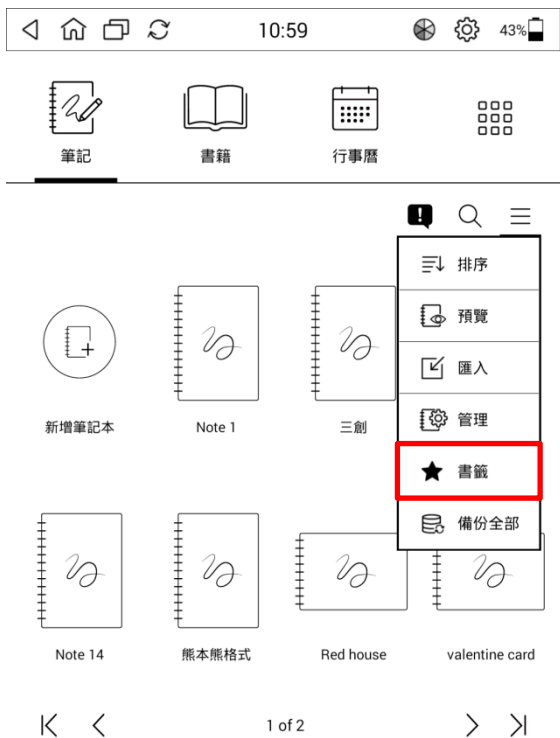 10:59
43%
筆記
書籍
行事曆
排序
預覽
匯入
管理
書籤
備份全部
新增筆記本
Note 1
三創
Note 14
熊本熊格式
Red house
valentine card
1 of 2